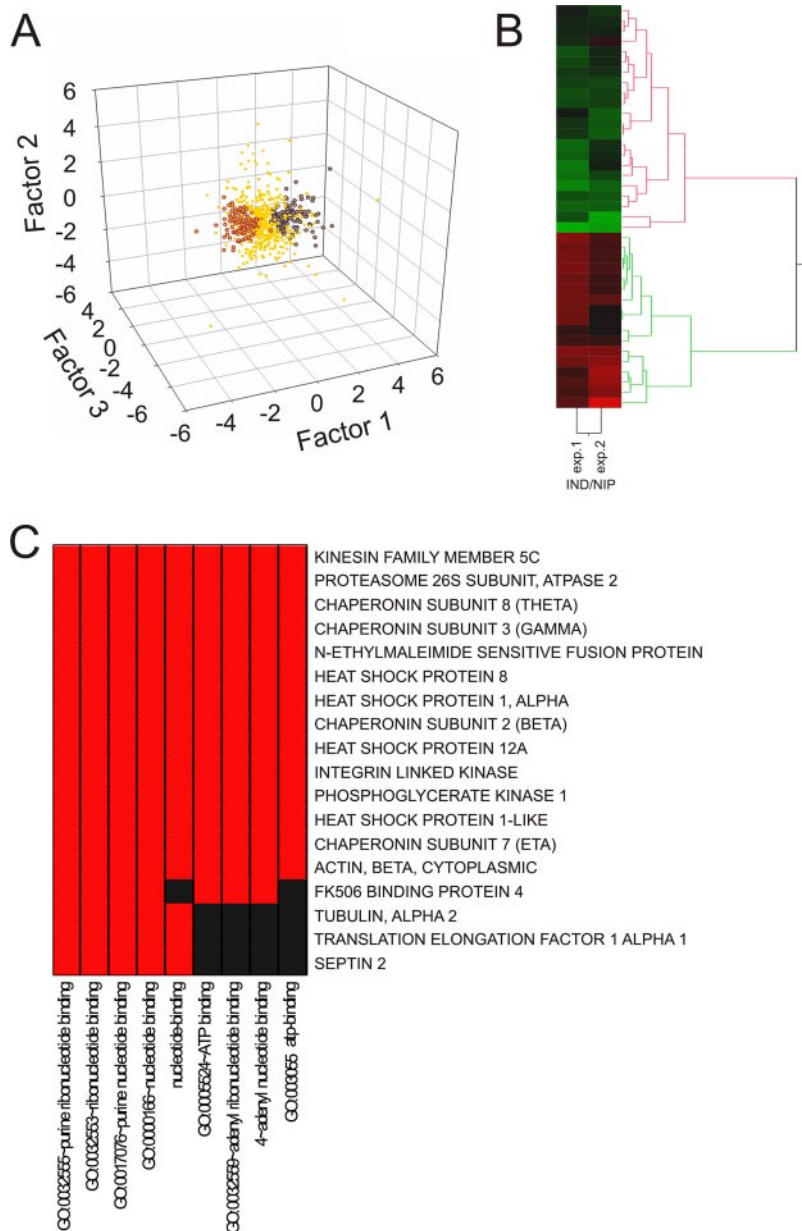 A
6
4
2
0
-2
-4
-6
Factor 2
4
2
0
-2
-4
-6
Factor 3
-6
-4
-2
0
2
4
6
Factor 1
B
exp.1
exp.2
IND/NIP
C
KINESIN FAMILY MEMBER 5C
PROTEASOME 26S SUBUNIT, ATPASE 2
CHAPERONIN SUBUNIT 8 (THETA)
CHAPERONIN SUBUNIT 3 (GAMMA)
N-ETHYLMALEIMIDE SENSITIVE FUSION PROTEIN
HEAT SHOCK PROTEIN 8
HEAT SHOCK PROTEIN 1, ALPHA
CHAPERONIN SUBUNIT 2 (BETA)
HEAT SHOCK PROTEIN 12A
INTEGRIN LINKED KINASE
PHOSPHOGLYCERATE KINASE 1
HEAT SHOCK PROTEIN 1-LIKE
CHAPERONIN SUBUNIT 7 (ETA)
ACTIN, BETA, CYTOPLASMIC
FK506 BINDING PROTEIN 4
TUBULIN, ALPHA 2
TRANSLATION ELONGATION FACTOR 1 ALPHA 1
SEPTIN 2
GO:0032555~purine ribonucleotide binding
GO:0032553~ribonucleotide binding
GO:0017076~purine nucleotide binding
GO:0000166~nucleotide binding
nucleotide-binding
GO:0005524~ATP binding
GO:0032559~adenyl ribonucleotide binding
4~adenyl nucleotide binding
GO:003055 atp-binding